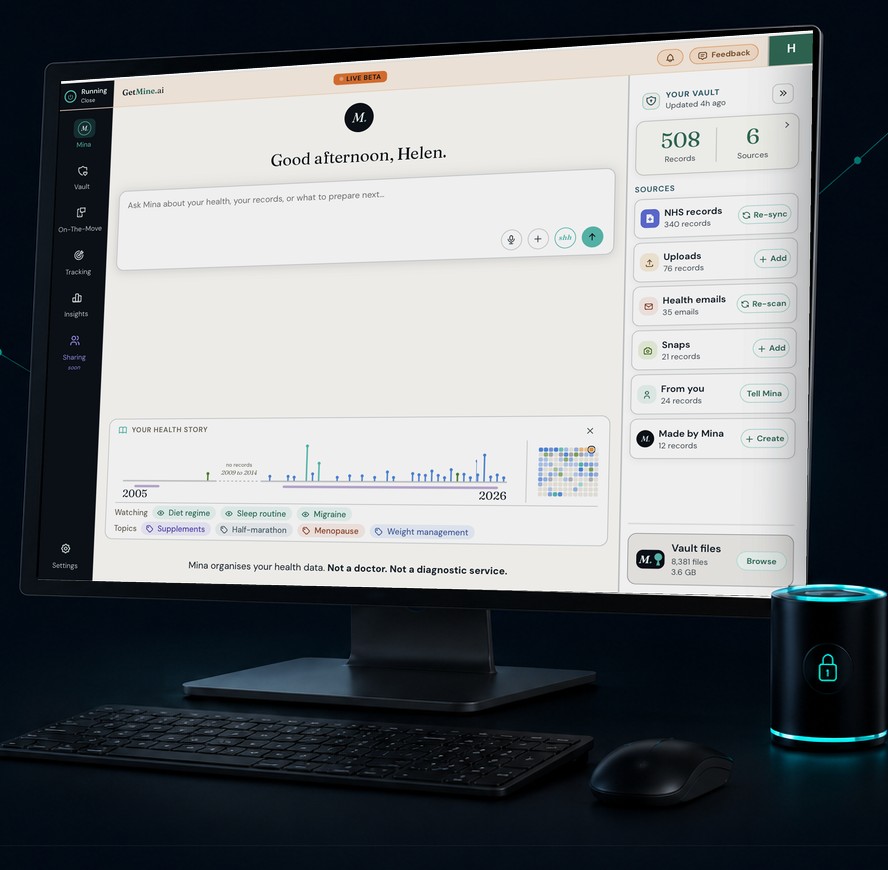 Running
Close
GetMine.ai
LIVE BETA
Feedback
H
M.
Mina
Vault
On-The-Move
Tracking
Insights
Sharing
soon
Settings
M.
Good afternoon, Helen.
Ask Mina about your health, your records, or what to prepare next...
shh
YOUR HEALTH STORY
no records
2009 to 2014
2005
2026
Watching
Diet regime
Sleep routine
Migraine
Topics
Supplements
Half-marathon
Menopause
Weight management
Mina organises your health data. Not a doctor. Not a diagnostic service.
YOUR VAULT
Updated 4h ago
508
Records
6
Sources
SOURCES
NHS records
340 records
Re-sync
Uploads
76 records
+ Add
Health emails
35 emails
Re-scan
Snaps
21 records
+ Add
From you
24 records
Tell Mina
M.
Made by Mina
12 records
+ Create
M.
Vault files
8,381 files
3.6 GB
Browse